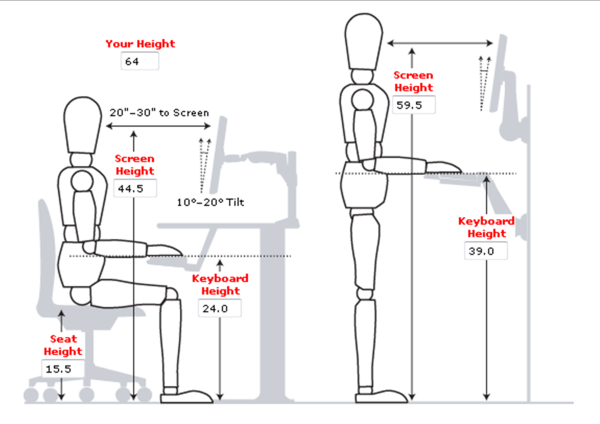 Your Height
64
20"-30" to Screen
Screen
Height
44.5
10°-20° Tilt
Keyboard
Height
24.0
Seat
Height
15.5
Screen
Height
59.5
Keyboard
Height
39.0